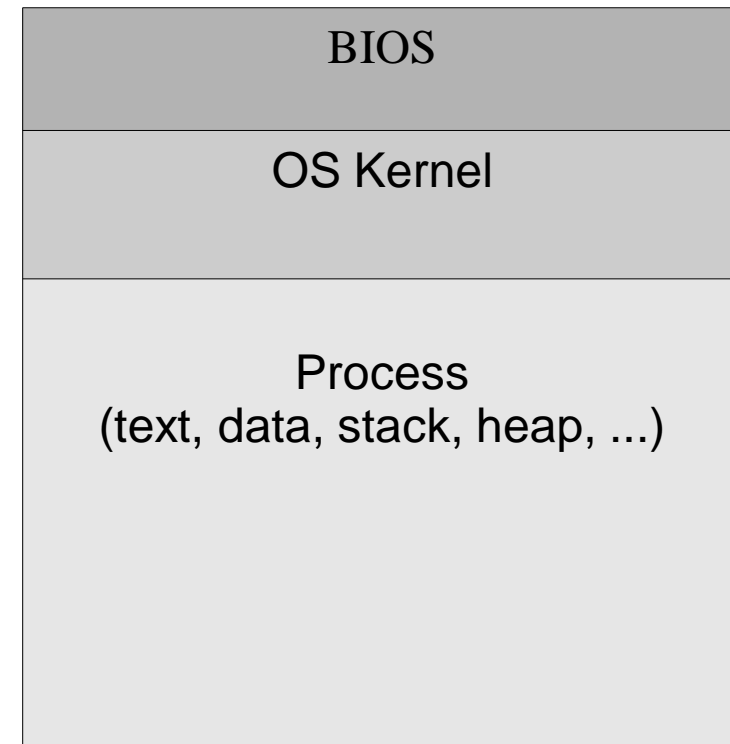 BIOS
OS Kernel
Process
(text, data, stack, heap, ...)